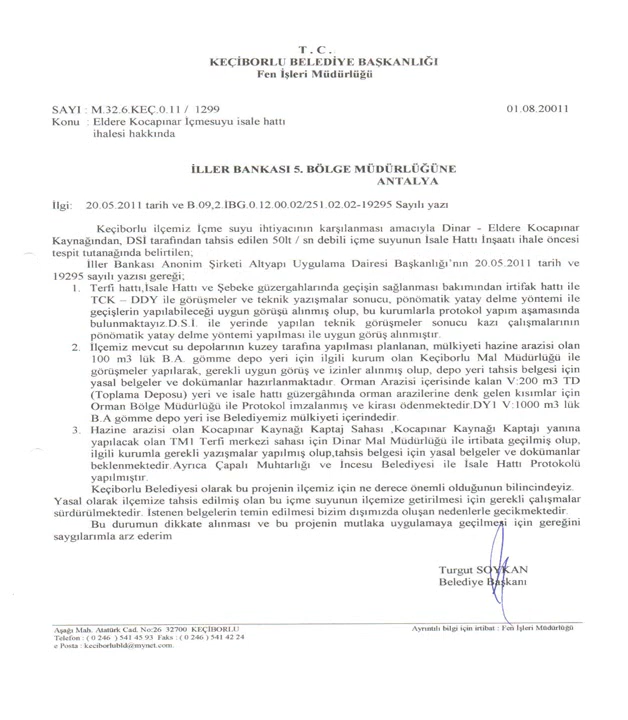 T . C .
KEÇİBORLU BELEDİYE BAŞKANLIĞI
Fen İşleri Müdürlüğü
SAYI : M.32.6.KEÇ.0.11 / 1299 01.08.20011
Konu : Eldere Kocapınar İçmesuyu isale hattı
ihalesi hakkında
İLLER BANKASI 5. BÖLGE MÜDÜRLÜĞÜNE
ANTALYA
İlgi: 20.05.2011 tarih ve B.09,2.İBG.0.12.00.02/251.02.02-19295 Sayılı yazı
Keçiborlu ilçemiz İçme suyu ihtiyacının karşılanması amacıyla Dinar - Eldere Kocapınar
Kaynağından, DSİ tarafından tahsis edilen 50lt / sn debili içme suyunun İsale Hattı İnşaatı ihale öncesi
tespit tutanağında belirtilen;
İller Bankası Anonim Şirketi Altyapı Uygulama Dairesi Başkanlığı'nın 20.05.2011 tarih ve
19295 sayılı yazısı gereği;
1. Terfi hattı,İsale Hattı ve Şebeke güzergahlarında geçişin sağlanması bakımından irtifak hattı ile
TCK – DDY ile görüşmeler ve teknik yazışmalar sonucu, pönömatik yatay delme yöntemi ile
geçişlerin yapılabileceği uygun görüşü alınmış olup, bu kurumlarla protokol yapım aşamasında
bulunmaktayız.D.S.İ. ile yerinde yapılan teknik görüşmeler sonucu kazı çalışmalarının
pönömatik yatay delme yöntemi yapılması ile uygun görüş alınmıştır.
2. İlçemiz mevcut su depolarının kuzey tarafına yapılması planlanan, mülkiyeti hazine arazisi olan
100 m3 lük B.A. gömme depo yeri için ilgili kurum olan Keçiborlu Mal Müdürlüğü ile
görüşmeler yapılarak, gerekli uygun görüş ve izinler alınmış olup, depo yeri tahsis belgesi için
yasal belgeler ve dokümanlar hazırlanmaktadır. Orman Arazisi içerisinde kalan V:200 m3 TD
(Toplama Deposu) yeri ve isale hattı güzergâhında orman arazilerine denk gelen kısımlar için
Orman Bölge Müdürlüğü ile Protokol imzalanmış ve kirası ödenmektedir.DY1 V:1000 m3 lük
B.A gömme depo yeri ise Belediyemiz mülkiyeti içerindedir.
3. Hazine arazisi olan Kocapınar Kaynağı Kaptaj Sahası ,Kocapınar Kaynağı Kaptajı yanına
yapılacak olan TM1 Terfi merkezi sahası için Dinar Mal Müdürlüğü ile irtibata geçilmiş olup,
ilgili kurumla gerekli yazışmalar yapılmış olup,tahsis belgesi için yasal belgeler ve dokümanlar
beklenmektedir.Ayrıca Çapalı Muhtarlığı ve İncesu Belediyesi ile İsale Hattı Protokolü
yapılmıştır.
Keçiborlu Belediyesi olarak bu projenin ilçemiz için ne derece önemli olduğunun bilincindeyiz.
Yasal olarak ilçemize tahsis edilmiş olan bu içme suyunun ilçemize getirilmesi için gerekli çalışmalar
sürdürülmektedir. İstenen belgelerin temin edilmesi bizim dışımızda oluşan nedenlerle gecikmektedir.
Bu durumun dikkate alınması ve bu projenin mutlaka uygulamaya geçilmesi için gereğini
saygılarımla arz ederim
Turgut SOYKAN
Belediye Başkanı
Aşağı Mah. Atatürk Cad. No:26 32700 KEÇİBORLU Ayrıntılı bilgi için irtibat : Fen İşleri Müdürlüğü
Telefon : ( 0 246 ) 541 45 93 Faks : ( 0 246 ) 541 42 24
e Posta : keciborlubld@mynet.com.